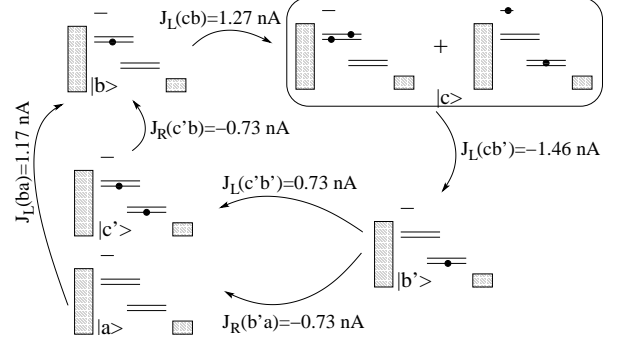 J_L(cb)=1.27 nA
+
|b>
|c>
J_R(c'b)=−0.73 nA
J_L(cb')=−1.46 nA
J_L(ba)=1.17 nA
J_L(c'b')=0.73 nA
|c'>
|b'>
|a>
J_R(b'a)=−0.73 nA